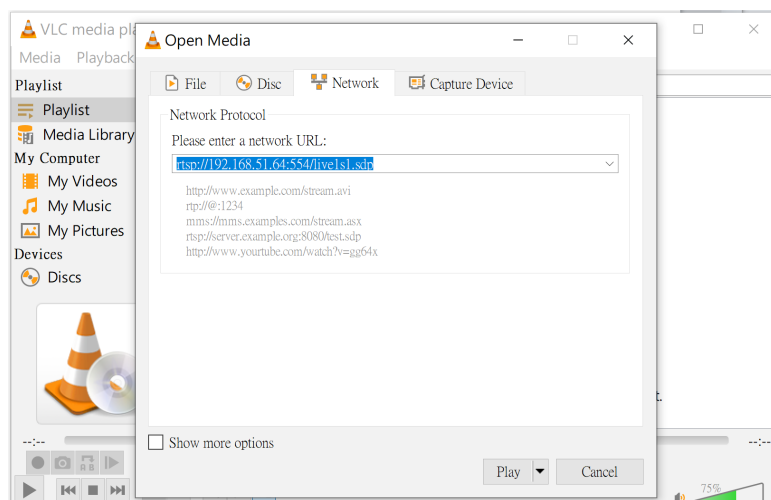 VLC media pla
Media Playback
Playlist
Playlist
Media Library
My Computer
My Videos
My Music
My Pictures
Devices
Discs
--:--
Open Media
File Disc Network Capture Device
Network Protocol
Please enter a network URL:
rtsp://192.168.51.64:554/live1s1.sdp
http://www.example.com/stream.avi
rtp://@:1234
mms://mms.examples.com/stream.asx
rtsp://server.example.org:8080/test.sdp
http://www.yourtube.com/watch?v=gg64x
Show more options
Play Cancel
t.
--:--
75%